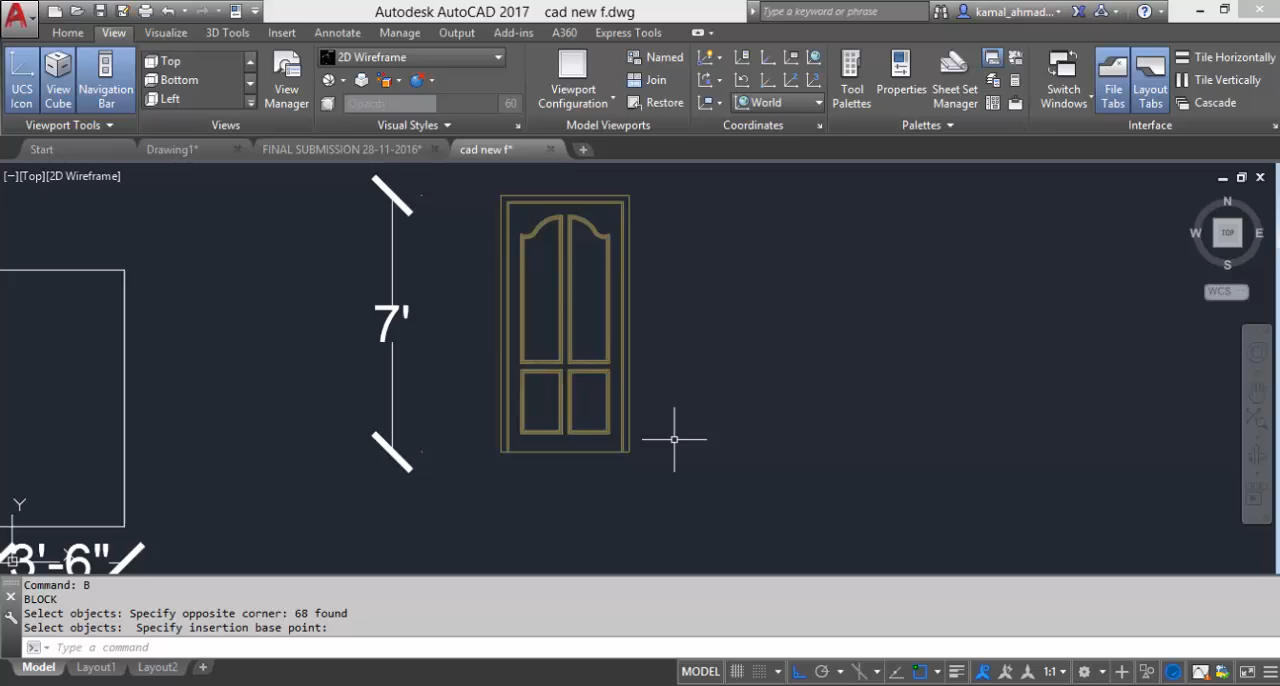 Autodesk AutoCAD 2017 cad new f.dwg
Type a keyword or phrase
kamal_ahmad...
Home View Visualize 3D Tools Insert Annotate Manage Output Add-ins A360 Express Tools
UCS Icon
View Cube
Navigation Bar
Viewport Tools
Top
Bottom
Left
View Manager
Views
2D Wireframe
Opacity 60
Visual Styles
Viewport Configuration
Named
Join
Restore
Model Viewports
World
Coordinates
Tool Palettes
Properties
Sheet Set Manager
Palettes
Switch Windows
File Tabs
Layout Tabs
Tile Horizontally
Tile Vertically
Cascade
Interface
Start Drawing1* FINAL SUBMISSION 28-11-2016* cad new f*
[−][Top][2D Wireframe]
N
W TOP E
S
WCS
7'
Y
3'-6"
Command: B
BLOCK
Select objects: Specify opposite corner: 68 found
Select objects:  Specify insertion base point:
Type a command
Model Layout1 Layout2 +
MODEL 1:1